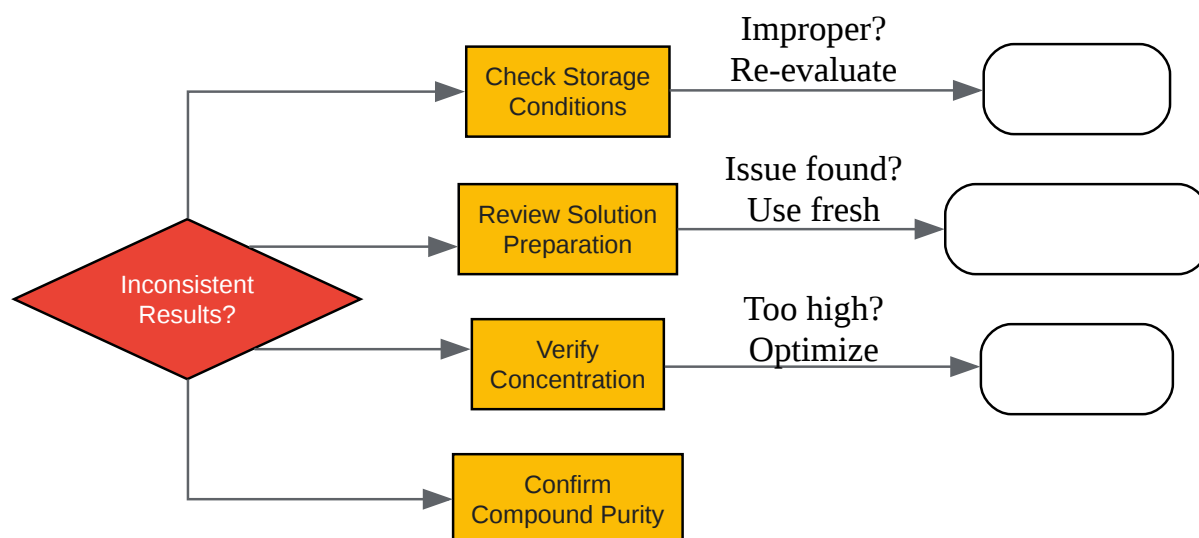 Improper?
Re-evaluate
Check Storage
Conditions
Issue found?
Use fresh
Review Solution
Preparation
Inconsistent
Results?
Too high?
Optimize
Verify
Concentration
Confirm
Compound Purity